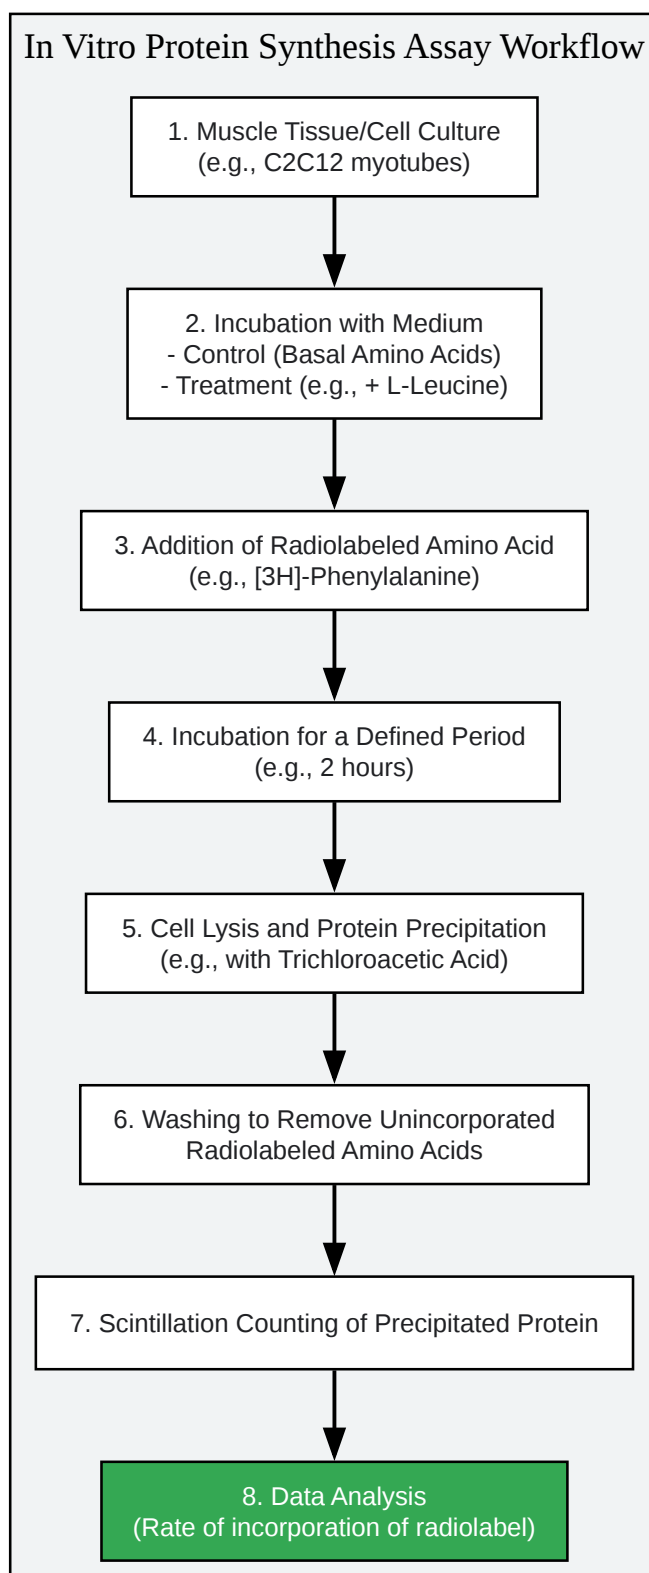 In Vitro Protein Synthesis Assay Workflow
1. Muscle Tissue/Cell Culture
(e.g., C2C12 myotubes)
2. Incubation with Medium
- Control (Basal Amino Acids)
- Treatment (e.g., + L-Leucine)
3. Addition of Radiolabeled Amino Acid
(e.g., [3H]-Phenylalanine)
4. Incubation for a Defined Period
(e.g., 2 hours)
5. Cell Lysis and Protein Precipitation
(e.g., with Trichloroacetic Acid)
6. Washing to Remove Unincorporated
Radiolabeled Amino Acids
7. Scintillation Counting of Precipitated Protein
8. Data Analysis
(Rate of incorporation of radiolabel)